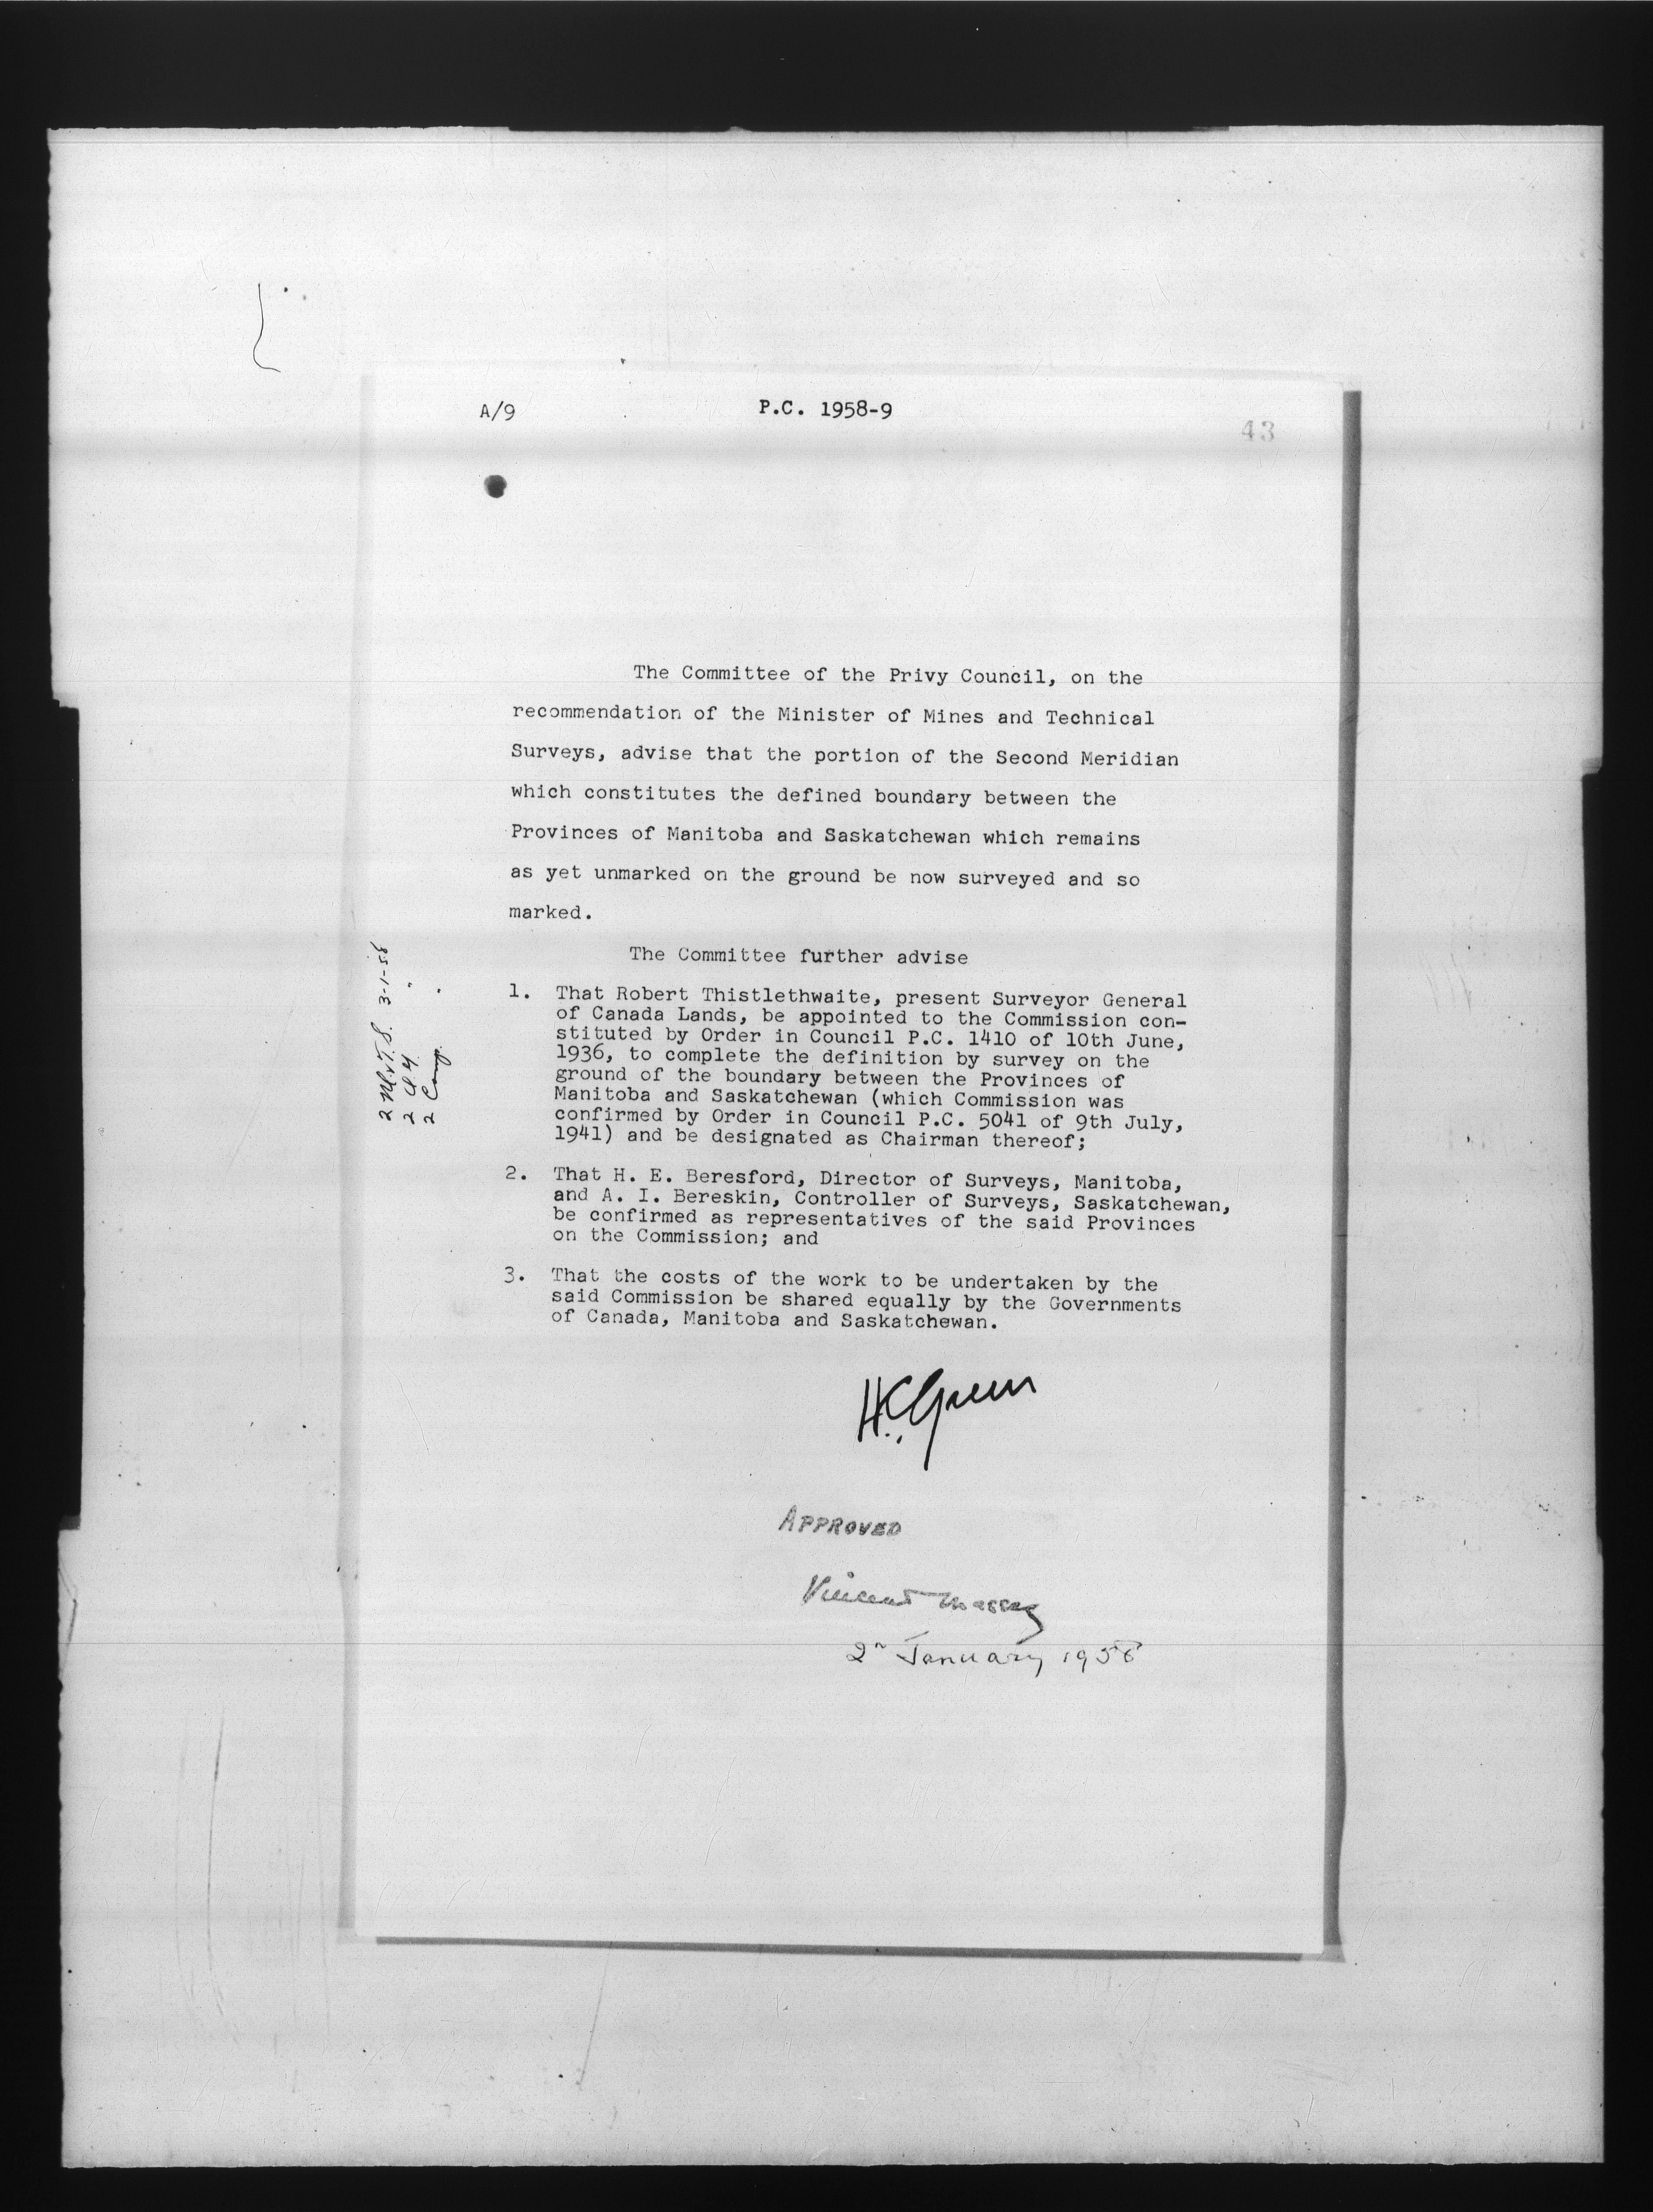 A/9 P.C. 1958-9
43
The Committee of the Privy Council, on the
recommendation of the Minister of Mines and Technical
Surveys, advise that the portion of the Second Meridian
which constitutes the defined boundary between the
Provinces of Manitoba and Saskatchewan which remains
as yet unmarked on the ground be now surveyed and so
marked.
The Committee further advise
1. That Robert Thistlethwaite, present Surveyor General
of Canada Lands, be appointed to the Commission con-
stituted by Order in Council P.C. 1410 of 10th June,
1936, to complete the definition by survey on the
ground of the boundary between the Provinces of
Manitoba and Saskatchewan (which Commission was
confirmed by Order in Council P.C. 5041 of 9th July,
1941) and be designated as Chairman thereof;
2. That H. E. Beresford, Director of Surveys, Manitoba,
and A. I. Bereskin, Controller of Surveys, Saskatchewan,
be confirmed as representatives of the said Provinces
on the Commission; and
3. That the costs of the work to be undertaken by the
said Commission be shared equally by the Governments
of Canada, Manitoba and Saskatchewan.
2 M.&T.S. 3-1-58
2
2
H.C. Green
APPROVED
Vincent Massey
2n January 1958